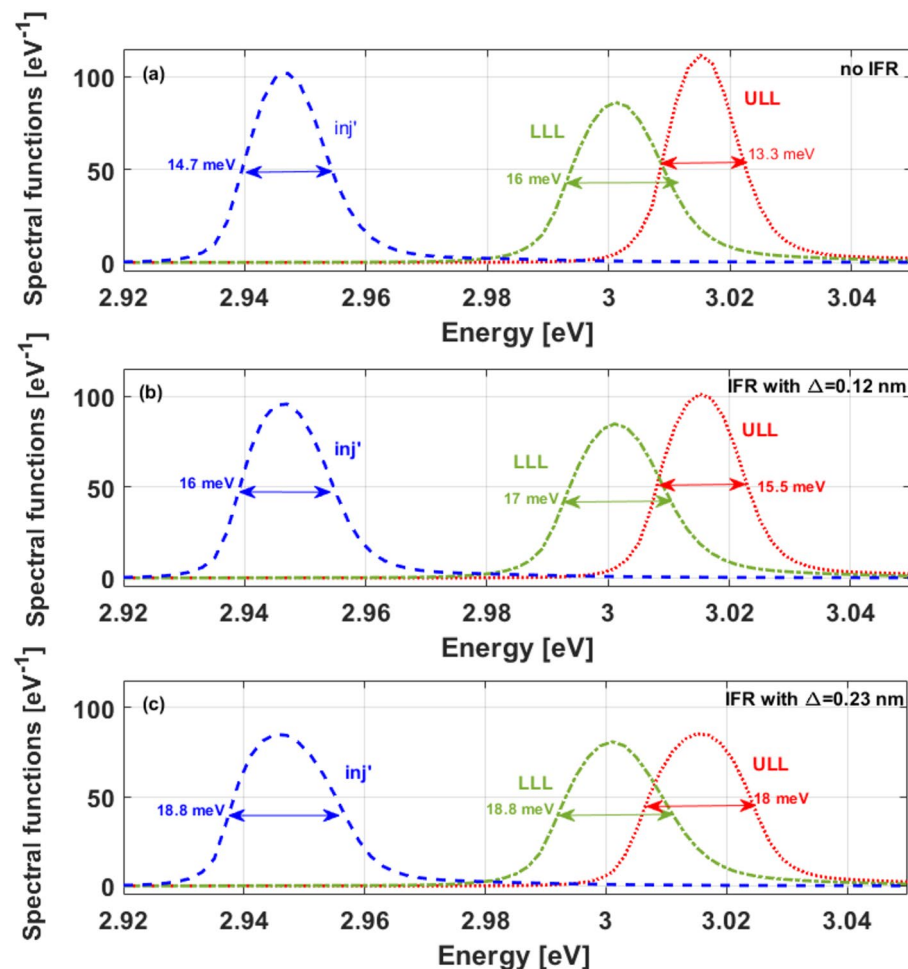 Spectral functions [eV-1]
(a)
no IFR
100
50
0
inj'
LLL
ULL
14.7 meV
16 meV
13.3 meV
2.92
2.94
2.96
2.98
3
3.02
3.04
Energy [eV]
Spectral functions [eV-1]
(b)
IFR with Δ=0.12 nm
100
50
0
inj'
LLL
ULL
16 meV
17 meV
15.5 meV
2.92
2.94
2.96
2.98
3
3.02
3.04
Energy [eV]
Spectral functions [eV-1]
(c)
IFR with Δ=0.23 nm
100
50
0
inj'
LLL
ULL
18.8 meV
18.8 meV
18 meV
2.92
2.94
2.96
2.98
3
3.02
3.04
Energy [eV]